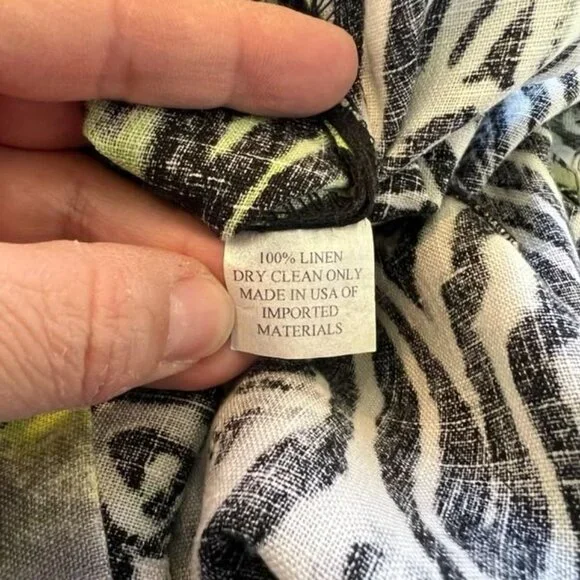 100% LINEN
DRY CLEAN ONLY
MADE IN USA OF
IMPORTED
MATERIALS